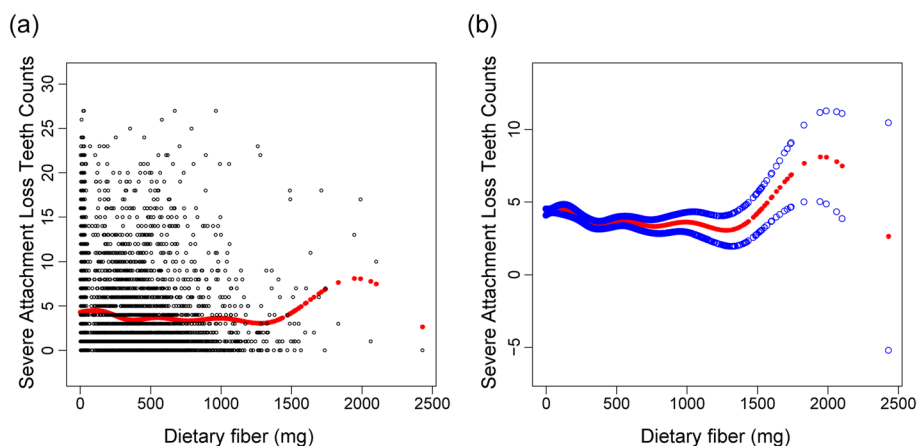 (a)
Severe Attachment Loss Teeth Counts
30
25
20
15
10
5
0
0 500 1000 1500 2000 2500
Dietary fiber (mg)
(b)
Severe Attachment Loss Teeth Counts
10
5
0
−5
0 500 1000 1500 2000 2500
Dietary fiber (mg)